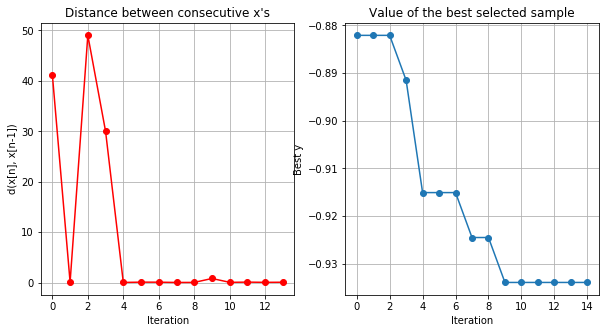 Distance between consecutive x's
d(x[n], x[n-1])
50
40
30
20
10
0
0 2 4 6 8 10 12
Iteration
Value of the best selected sample
Best y
−0.88
−0.89
−0.90
−0.91
−0.92
−0.93
0 2 4 6 8 10 12 14
Iteration